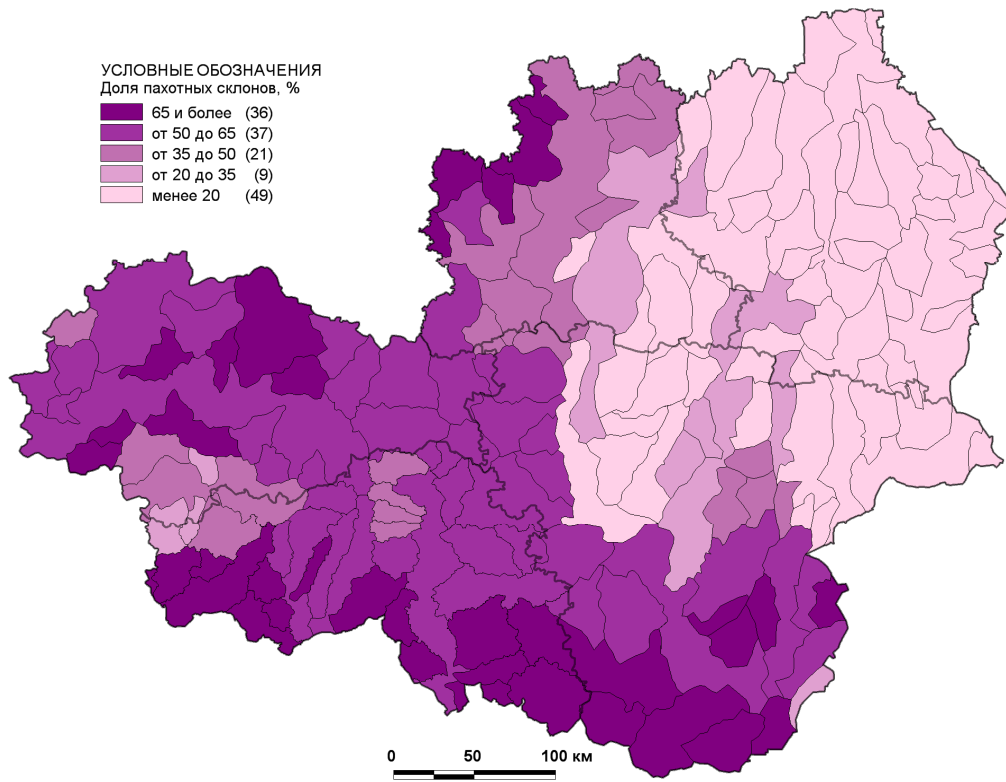 УСЛОВНЫЕ ОБОЗНАЧЕНИЯ
Доля пахотных склонов, %
65 и более (36)
от 50 до 65 (37)
от 35 до 50 (21)
от 20 до 35 (9)
менее 20 (49)
0 50 100 км